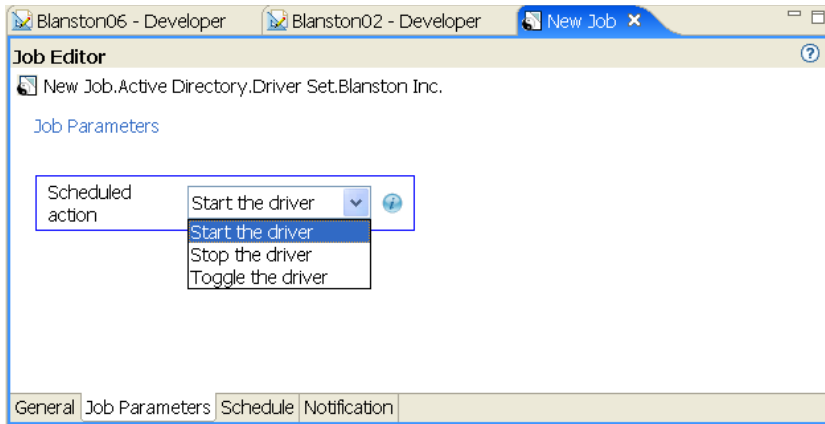 Blanston06 - Developer Blanston02 - Developer New Job
Job Editor
New Job.Active Directory.Driver Set.Blanston Inc.
Job Parameters
Scheduled
action
Start the driver
Start the driver
Stop the driver
Toggle the driver
General Job Parameters Schedule Notification